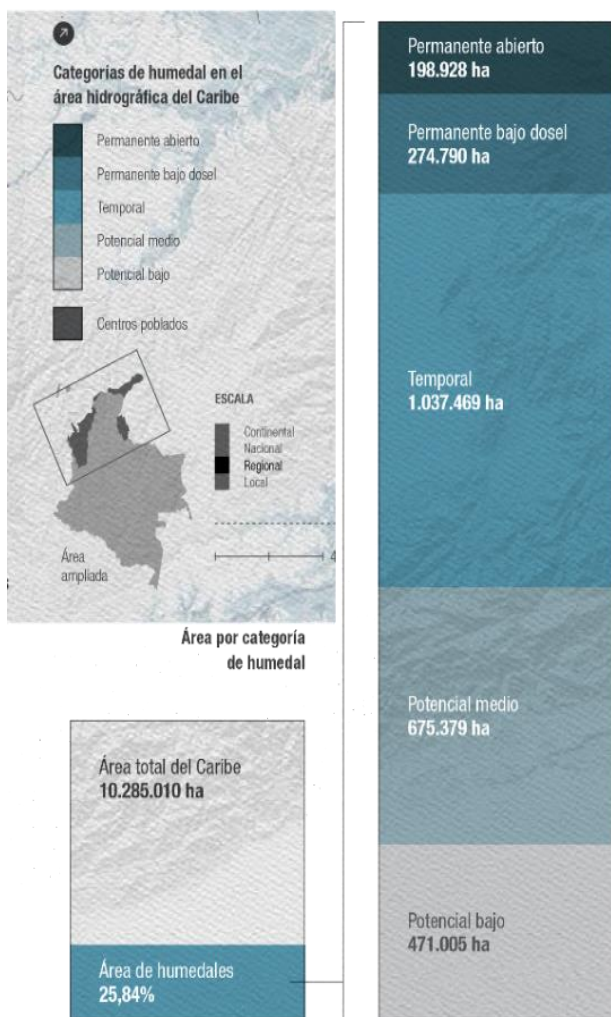 Categorías de humedal en el
área hidrográfica del Caribe
Permanente abierto
Permanente bajo dosel
Temporal
Potencial medio
Potencial bajo
Centros poblados
ESCALA
Continental
Nacional
Regional
Local
Área
ampliada
4
Área por categoría
de humedal
Área total del Caribe
10.285.010 ha
Área de humedales
25,84%
Permanente abierto
198.928 ha
Permanente bajo dosel
274.790 ha
Temporal
1.037.469 ha
Potencial medio
675.379 ha
Potencial bajo
471.005 ha